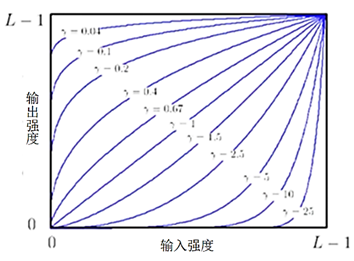 L-1
γ = 0.04
γ = 0.1
γ = 0.2
γ = 0.4
γ = 0.67
γ = 1
γ = 1.5
γ = 2.5
γ = 5
γ = 10
γ = 25
输出强度
0
0
输入强度
L-1